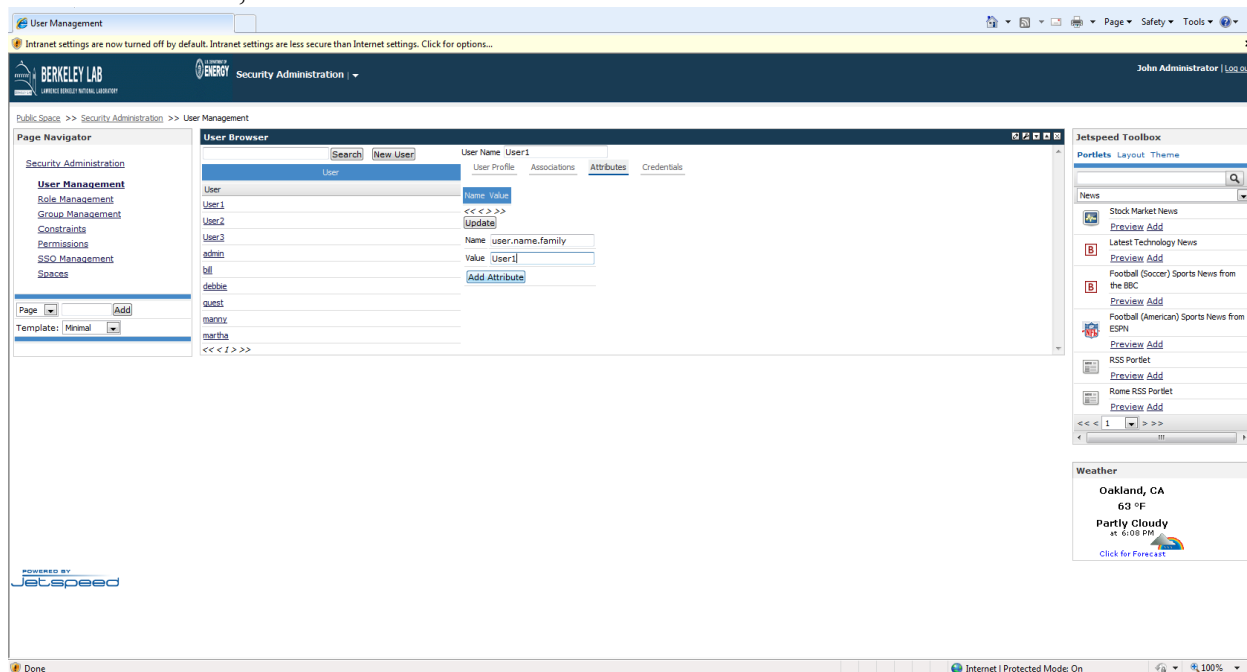 User Management
Page Safety Tools
Intranet settings are now turned off by default. Intranet settings are less secure than Internet settings. Click for options...
BERKELEY LAB
LAWRENCE BERKELEY NATIONAL LABORATORY
U.S. DEPARTMENT OF
ENERGY
Security Administration |
John Administrator | Log ou
Public Space >> Security Administration >> User Management
Page Navigator
Security Administration
User Management
Role Management
Group Management
Constraints
Permissions
SSO Management
Spaces
Page Add
Template: Minimal
User Browser
Search New User
User
User
User1
User2
User3
admin
bill
debbie
guest
manny
martha
<< < 1 > >>
User Name User1
User Profile Associations Attributes Credentials
Name Value
<< < > >>
Update
Name user.name.family
Value User1
Add Attribute
Jetspeed Toolbox
Portlets Layout Theme
News
Stock Market News
Preview Add
B Latest Technology News
Preview Add
Football (Soccer) Sports News from
B the BBC
Preview Add
Football (American) Sports News from
NFL ESPN
Preview Add
RSS Portlet
Preview Add
Rome RSS Portlet
Preview Add
<< < 1 > >>
Weather
Oakland, CA
63 °F
Partly Cloudy
at 6:08 PM
Click for Forecast
POWERED BY
Jetspeed
Done
Internet | Protected Mode: On
100%